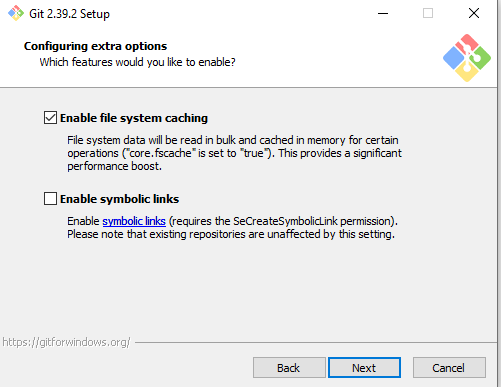 Git 2.39.2 Setup
Configuring extra options
Which features would you like to enable?
Enable file system caching
File system data will be read in bulk and cached in memory for certain
operations ("core.fscache" is set to "true"). This provides a significant
performance boost.
Enable symbolic links
Enable symbolic links (requires the SeCreateSymbolicLink permission).
Please note that existing repositories are unaffected by this setting.
https://gitforwindows.org/
Back
Next
Cancel